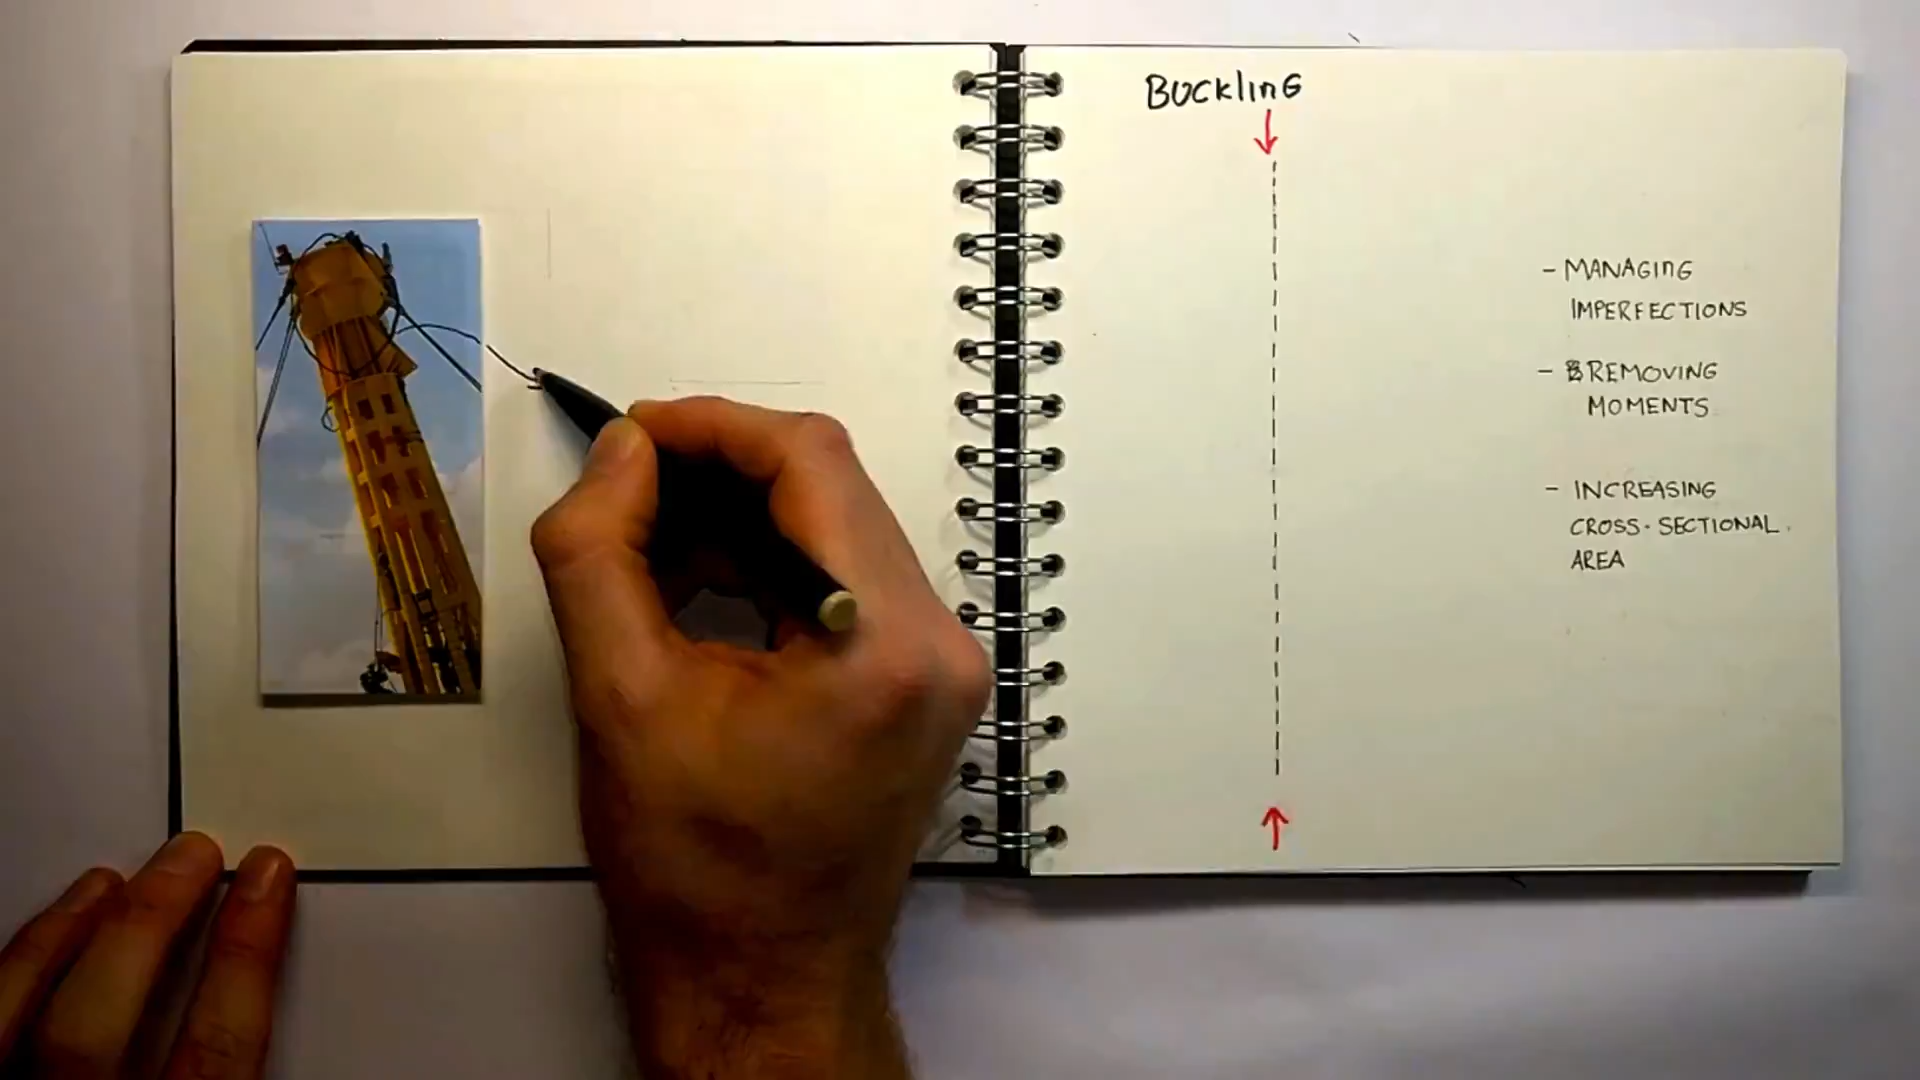 BUCklinG
- MANAGinG
IMPERFECTIONS
- REMOVING
MOMENTS
- INCREASING
CROSS-SECTIONAL.
AREA